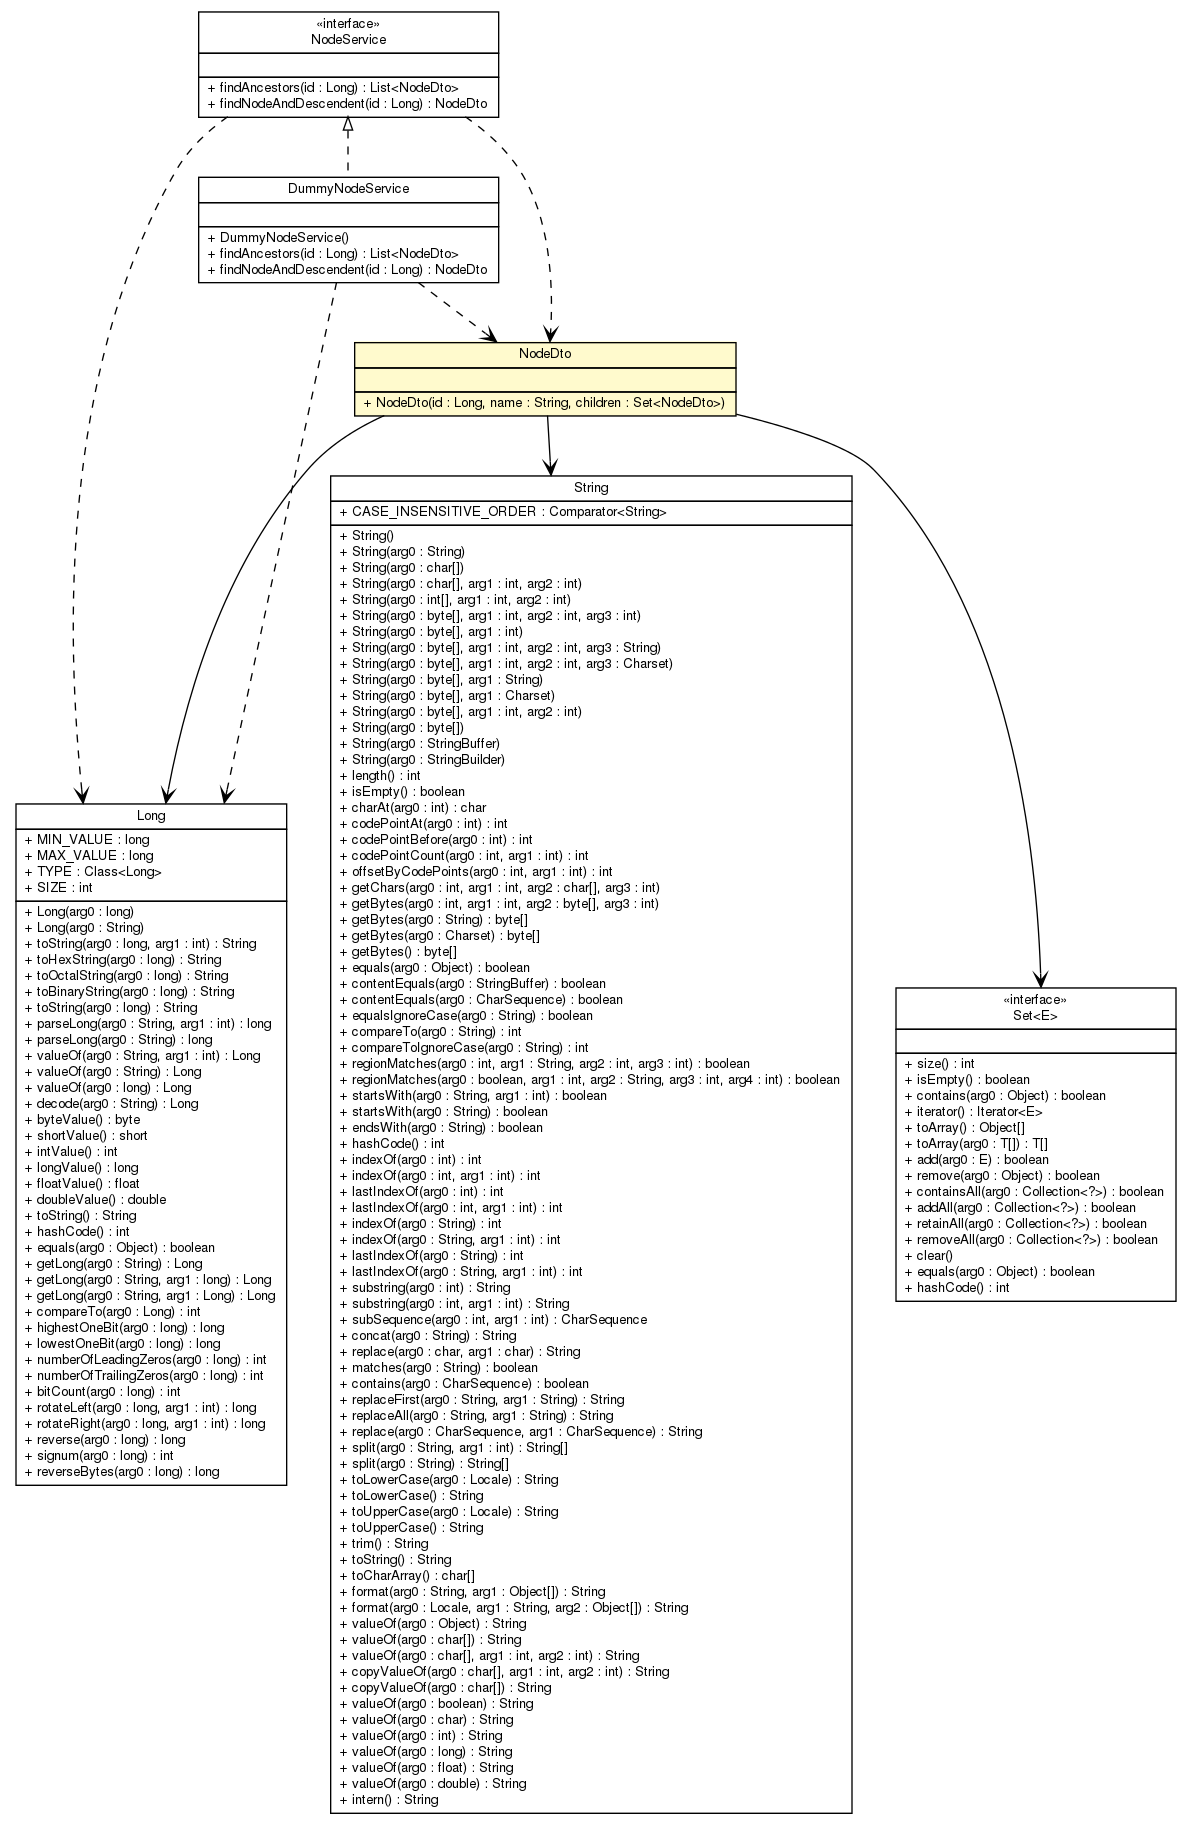 «interface»
NodeService
+ findAncestors(id : Long) : List<NodeDto>
+ findNodeAndDescendent(id : Long) : NodeDto
DummyNodeService
+ DummyNodeService()
+ findAncestors(id : Long) : List<NodeDto>
+ findNodeAndDescendent(id : Long) : NodeDto
NodeDto
+ NodeDto(id : Long, name : String, children : Set<NodeDto>)
String
+ CASE_INSENSITIVE_ORDER : Comparator<String>
+ String()
+ String(arg0 : String)
+ String(arg0 : char[])
+ String(arg0 : char[], arg1 : int, arg2 : int)
+ String(arg0 : int[], arg1 : int, arg2 : int)
+ String(arg0 : byte[], arg1 : int, arg2 : int, arg3 : int)
+ String(arg0 : byte[], arg1 : int)
+ String(arg0 : byte[], arg1 : int, arg2 : int, arg3 : String)
+ String(arg0 : byte[], arg1 : int, arg2 : int, arg3 : Charset)
+ String(arg0 : byte[], arg1 : String)
+ String(arg0 : byte[], arg1 : Charset)
+ String(arg0 : byte[], arg1 : int, arg2 : int)
+ String(arg0 : byte[])
+ String(arg0 : StringBuffer)
+ String(arg0 : StringBuilder)
+ length() : int
+ isEmpty() : boolean
+ charAt(arg0 : int) : char
+ codePointAt(arg0 : int) : int
+ codePointBefore(arg0 : int) : int
+ codePointCount(arg0 : int, arg1 : int) : int
+ offsetByCodePoints(arg0 : int, arg1 : int) : int
+ getChars(arg0 : int, arg1 : int, arg2 : char[], arg3 : int)
+ getBytes(arg0 : int, arg1 : int, arg2 : byte[], arg3 : int)
+ getBytes(arg0 : String) : byte[]
+ getBytes(arg0 : Charset) : byte[]
+ getBytes() : byte[]
+ equals(arg0 : Object) : boolean
+ contentEquals(arg0 : StringBuffer) : boolean
+ contentEquals(arg0 : CharSequence) : boolean
+ equalsIgnoreCase(arg0 : String) : boolean
+ compareTo(arg0 : String) : int
+ compareToIgnoreCase(arg0 : String) : int
+ regionMatches(arg0 : int, arg1 : String, arg2 : int, arg3 : int) : boolean
+ regionMatches(arg0 : boolean, arg1 : int, arg2 : String, arg3 : int, arg4 : int) : boolean
+ startsWith(arg0 : String, arg1 : int) : boolean
+ startsWith(arg0 : String) : boolean
+ endsWith(arg0 : String) : boolean
+ hashCode() : int
+ indexOf(arg0 : int) : int
+ indexOf(arg0 : int, arg1 : int) : int
+ lastIndexOf(arg0 : int) : int
+ lastIndexOf(arg0 : int, arg1 : int) : int
+ indexOf(arg0 : String) : int
+ indexOf(arg0 : String, arg1 : int) : int
+ lastIndexOf(arg0 : String) : int
+ lastIndexOf(arg0 : String, arg1 : int) : int
+ substring(arg0 : int) : String
+ substring(arg0 : int, arg1 : int) : String
+ subSequence(arg0 : int, arg1 : int) : CharSequence
+ concat(arg0 : String) : String
+ replace(arg0 : char, arg1 : char) : String
+ matches(arg0 : String) : boolean
+ contains(arg0 : CharSequence) : boolean
+ replaceFirst(arg0 : String, arg1 : String) : String
+ replaceAll(arg0 : String, arg1 : String) : String
+ replace(arg0 : CharSequence, arg1 : CharSequence) : String
+ split(arg0 : String, arg1 : int) : String[]
+ split(arg0 : String) : String[]
+ toLowerCase(arg0 : Locale) : String
+ toLowerCase() : String
+ toUpperCase(arg0 : Locale) : String
+ toUpperCase() : String
+ trim() : String
+ toString() : String
+ toCharArray() : char[]
+ format(arg0 : String, arg1 : Object[]) : String
+ format(arg0 : Locale, arg1 : String, arg2 : Object[]) : String
+ valueOf(arg0 : Object) : String
+ valueOf(arg0 : char[]) : String
+ valueOf(arg0 : char[], arg1 : int, arg2 : int) : String
+ copyValueOf(arg0 : char[], arg1 : int, arg2 : int) : String
+ copyValueOf(arg0 : char[]) : String
+ valueOf(arg0 : boolean) : String
+ valueOf(arg0 : char) : String
+ valueOf(arg0 : int) : String
+ valueOf(arg0 : long) : String
+ valueOf(arg0 : float) : String
+ valueOf(arg0 : double) : String
+ intern() : String
Long
+ MIN_VALUE : long
+ MAX_VALUE : long
+ TYPE : Class<Long>
+ SIZE : int
+ Long(arg0 : long)
+ Long(arg0 : String)
+ toString(arg0 : long, arg1 : int) : String
+ toHexString(arg0 : long) : String
+ toOctalString(arg0 : long) : String
+ toBinaryString(arg0 : long) : String
+ toString(arg0 : long) : String
+ parseLong(arg0 : String, arg1 : int) : long
+ parseLong(arg0 : String) : long
+ valueOf(arg0 : String, arg1 : int) : Long
+ valueOf(arg0 : String) : Long
+ valueOf(arg0 : long) : Long
+ decode(arg0 : String) : Long
+ byteValue() : byte
+ shortValue() : short
+ intValue() : int
+ longValue() : long
+ floatValue() : float
+ doubleValue() : double
+ toString() : String
+ hashCode() : int
+ equals(arg0 : Object) : boolean
+ getLong(arg0 : String) : Long
+ getLong(arg0 : String, arg1 : long) : Long
+ getLong(arg0 : String, arg1 : Long) : Long
+ compareTo(arg0 : Long) : int
+ highestOneBit(arg0 : long) : long
+ lowestOneBit(arg0 : long) : long
+ numberOfLeadingZeros(arg0 : long) : int
+ numberOfTrailingZeros(arg0 : long) : int
+ bitCount(arg0 : long) : int
+ rotateLeft(arg0 : long, arg1 : int) : long
+ rotateRight(arg0 : long, arg1 : int) : long
+ reverse(arg0 : long) : long
+ signum(arg0 : long) : int
+ reverseBytes(arg0 : long) : long
«interface»
Set<E>
+ size() : int
+ isEmpty() : boolean
+ contains(arg0 : Object) : boolean
+ iterator() : Iterator<E>
+ toArray() : Object[]
+ toArray(arg0 : T[]) : T[]
+ add(arg0 : E) : boolean
+ remove(arg0 : Object) : boolean
+ containsAll(arg0 : Collection<?>) : boolean
+ addAll(arg0 : Collection<?>) : boolean
+ retainAll(arg0 : Collection<?>) : boolean
+ removeAll(arg0 : Collection<?>) : boolean
+ clear()
+ equals(arg0 : Object) : boolean
+ hashCode() : int